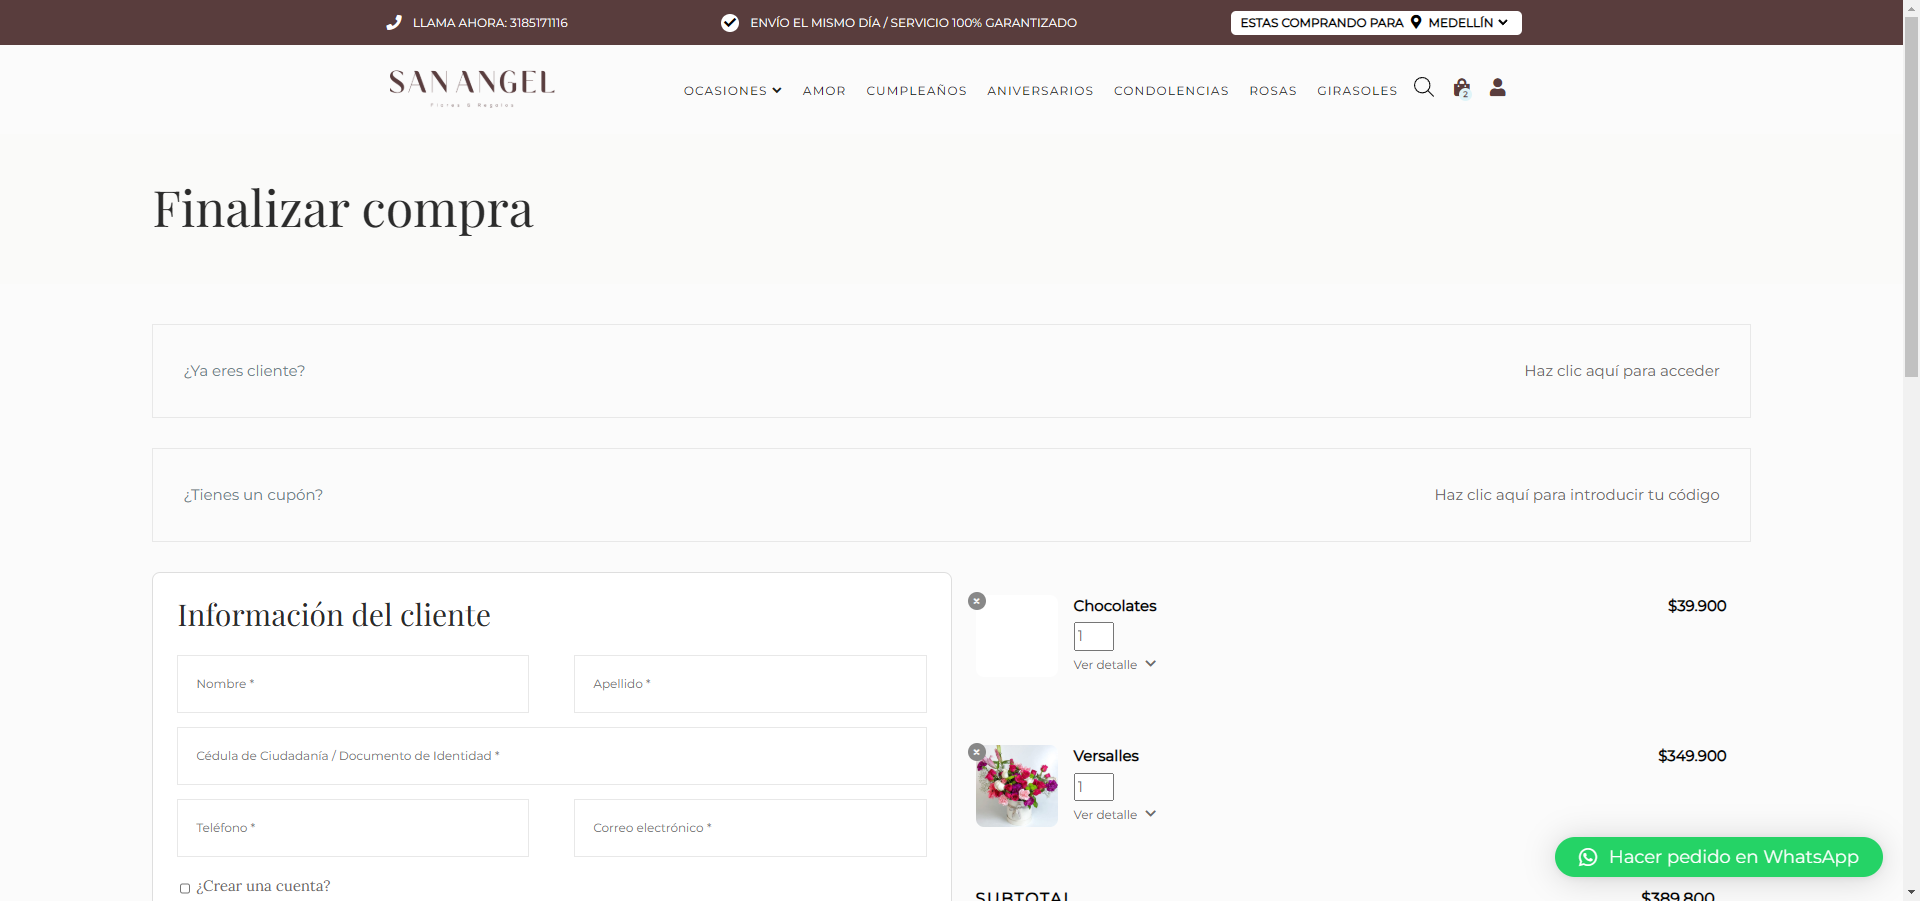 LLAMA AHORA: 3185171116
ENVÍO EL MISMO DÍA / SERVICIO 100% GARANTIZADO
ESTAS COMPRANDO PARA MEDELLÍN
SAN ANGEL
Flores & Regalos
OCASIONES AMOR CUMPLEAÑOS ANIVERSARIOS CONDOLENCIAS ROSAS GIRASOLES
2
Finalizar compra
¿Ya eres cliente? Haz clic aquí para acceder
¿Tienes un cupón? Haz clic aquí para introducir tu código
Información del cliente
Nombre *
Apellido *
Cédula de Ciudadanía / Documento de Identidad *
Teléfono *
Correo electrónico *
¿Crear una cuenta?
Chocolates $39.900
1
Ver detalle
Versalles $349.900
1
Ver detalle
Hacer pedido en WhatsApp
SUBTOTAL $389.800